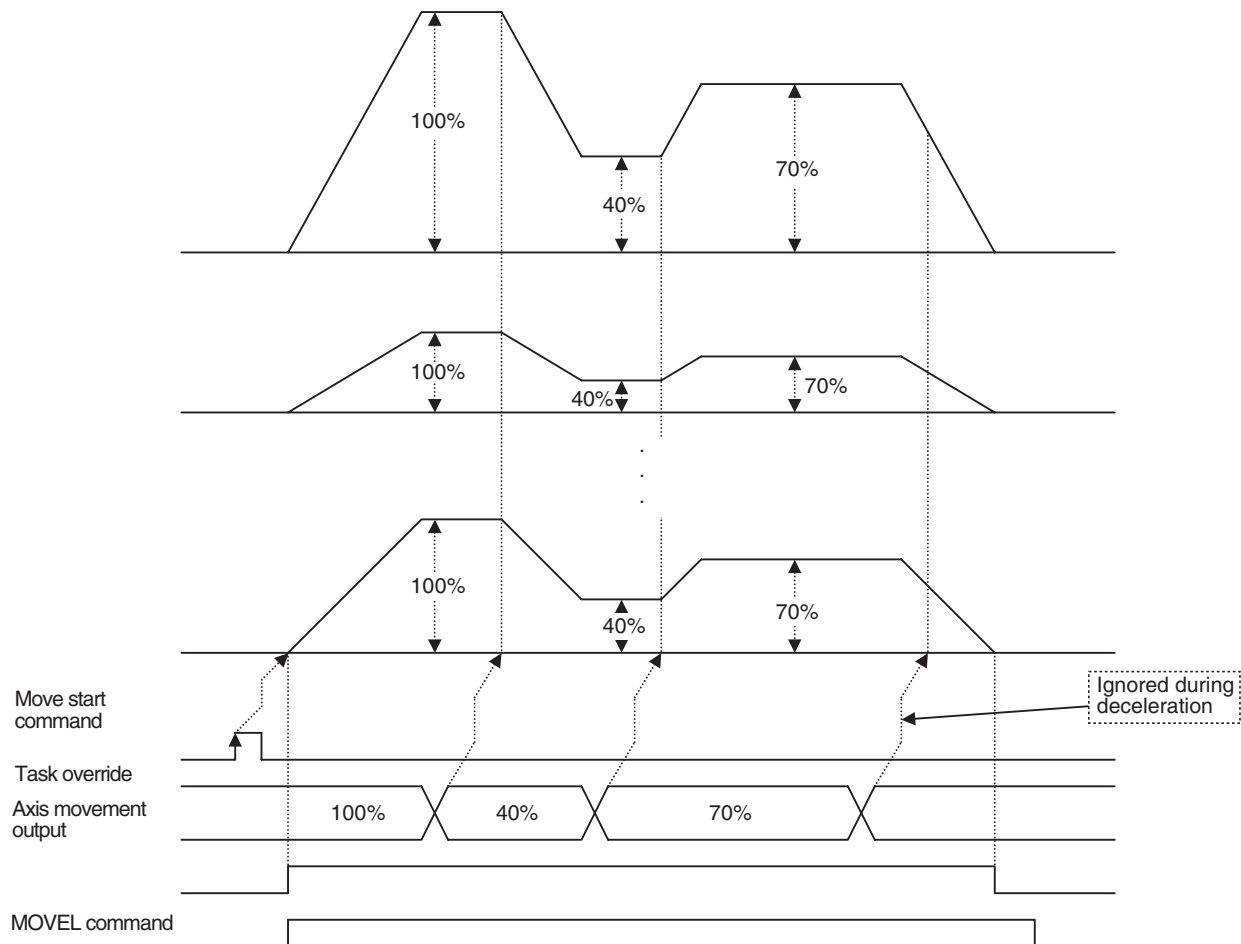 100%
40%
70%
100%
40%
70%
.
.
.
100%
40%
70%
Move start
command
Ignored during
deceleration
Task override
Axis movement
output
100%
40%
70%
MOVEL command